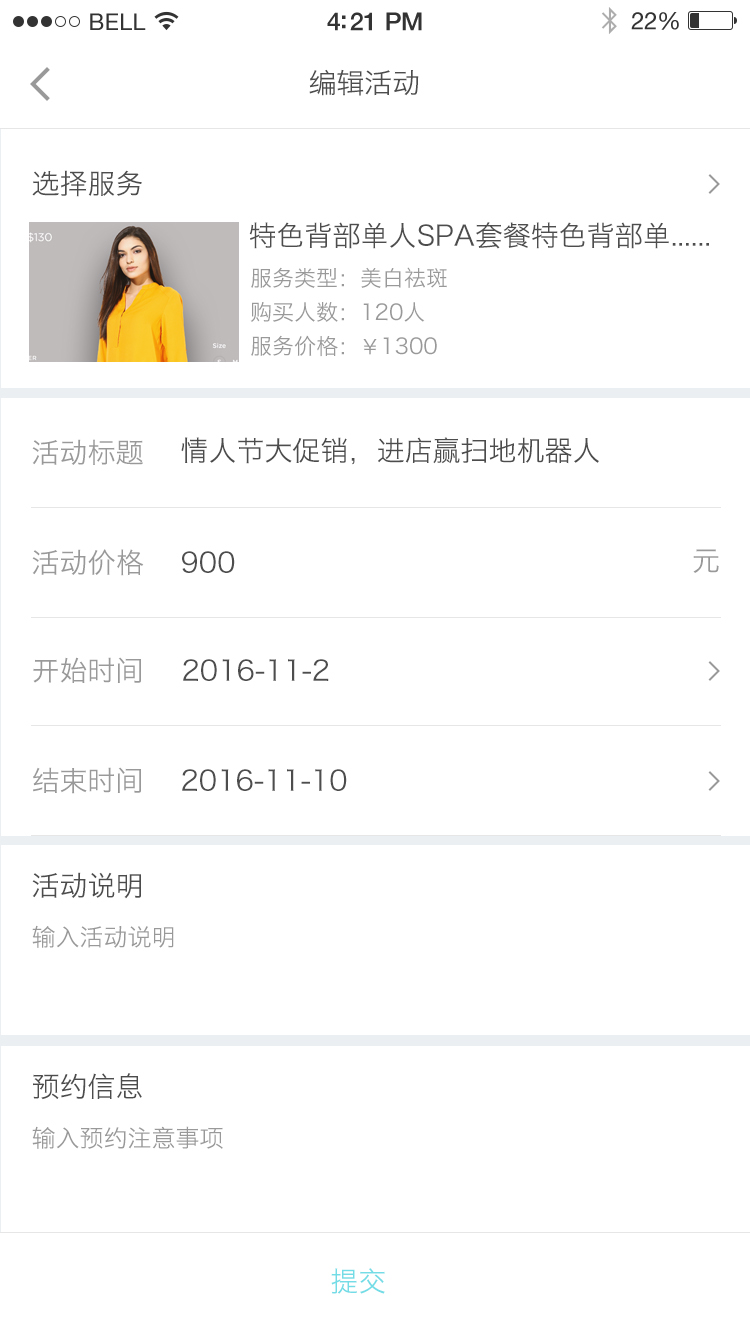 BELL
4:21 PM
22%
编辑活动
选择服务
$130
Size
ER
特色背部单人SPA套餐特色背部单......
服务类型：美白祛斑
购买人数：120人
服务价格：￥1300
活动标题 情人节大促销，进店赢扫地机器人
活动价格 900 元
开始时间 2016-11-2
结束时间 2016-11-10
活动说明
输入活动说明
预约信息
输入预约注意事项
提交